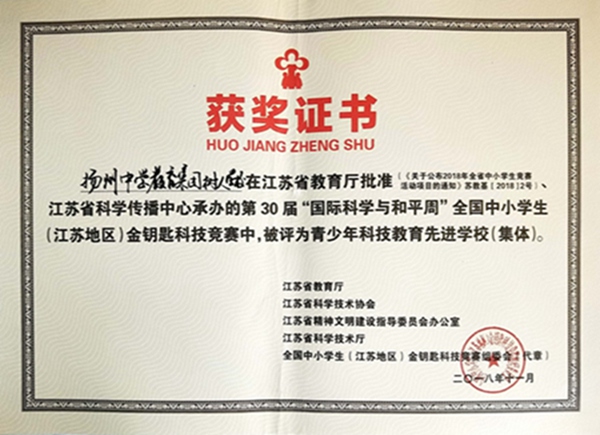 获奖证书
HUO JIANG ZHENG SHU
扬州中学教育集团树人学校在江苏省教育厅批准（《关于公布2018年全省中小学生竞赛
活动项目的通知》苏教基［2018］2号）、
江苏省科学传播中心承办的第30届“国际科学与和平周”全国中小学生
（江苏地区）金钥匙科技竞赛中，被评为青少年科技教育先进学校（集体）。
江苏省教育厅
江苏省科学技术协会
江苏省精神文明建设指导委员会办公室
江苏省科学技术厅
全国中小学生（江苏地区）金钥匙科技竞赛组委会（代章）
二〇一八年十一月